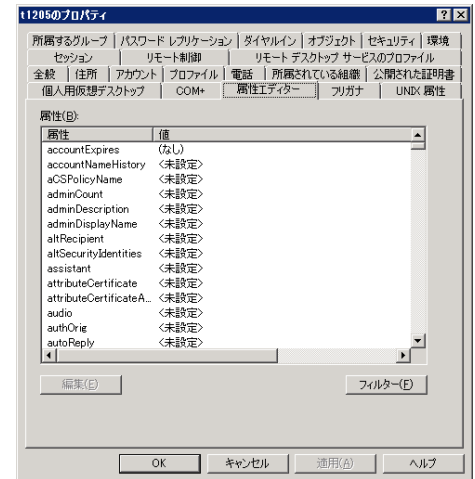 t1205のプロパティ
所属するグループ パスワード レプリケーション ダイヤルイン オブジェクト セキュリティ 環境
セッション リモート制御 リモート デスクトップ サービスのプロファイル
全般 住所 アカウント プロファイル 電話 所属されている組織 公開された証明書
個人用仮想デスクトップ COM+ 属性エディター フリガナ UNIX 属性
属性(B):
属性 値
accountExpires (なし)
accountNameHistory <未設定>
aCSPolicyName <未設定>
adminCount <未設定>
adminDescription <未設定>
adminDisplayName <未設定>
altRecipient <未設定>
altSecurityIdentities <未設定>
assistant <未設定>
attributeCertificate <未設定>
attributeCertificateA... <未設定>
audio <未設定>
authOrig <未設定>
autoReply <未設定>
編集(E) フィルター(F)
OK キャンセル 適用(A) ヘルプ